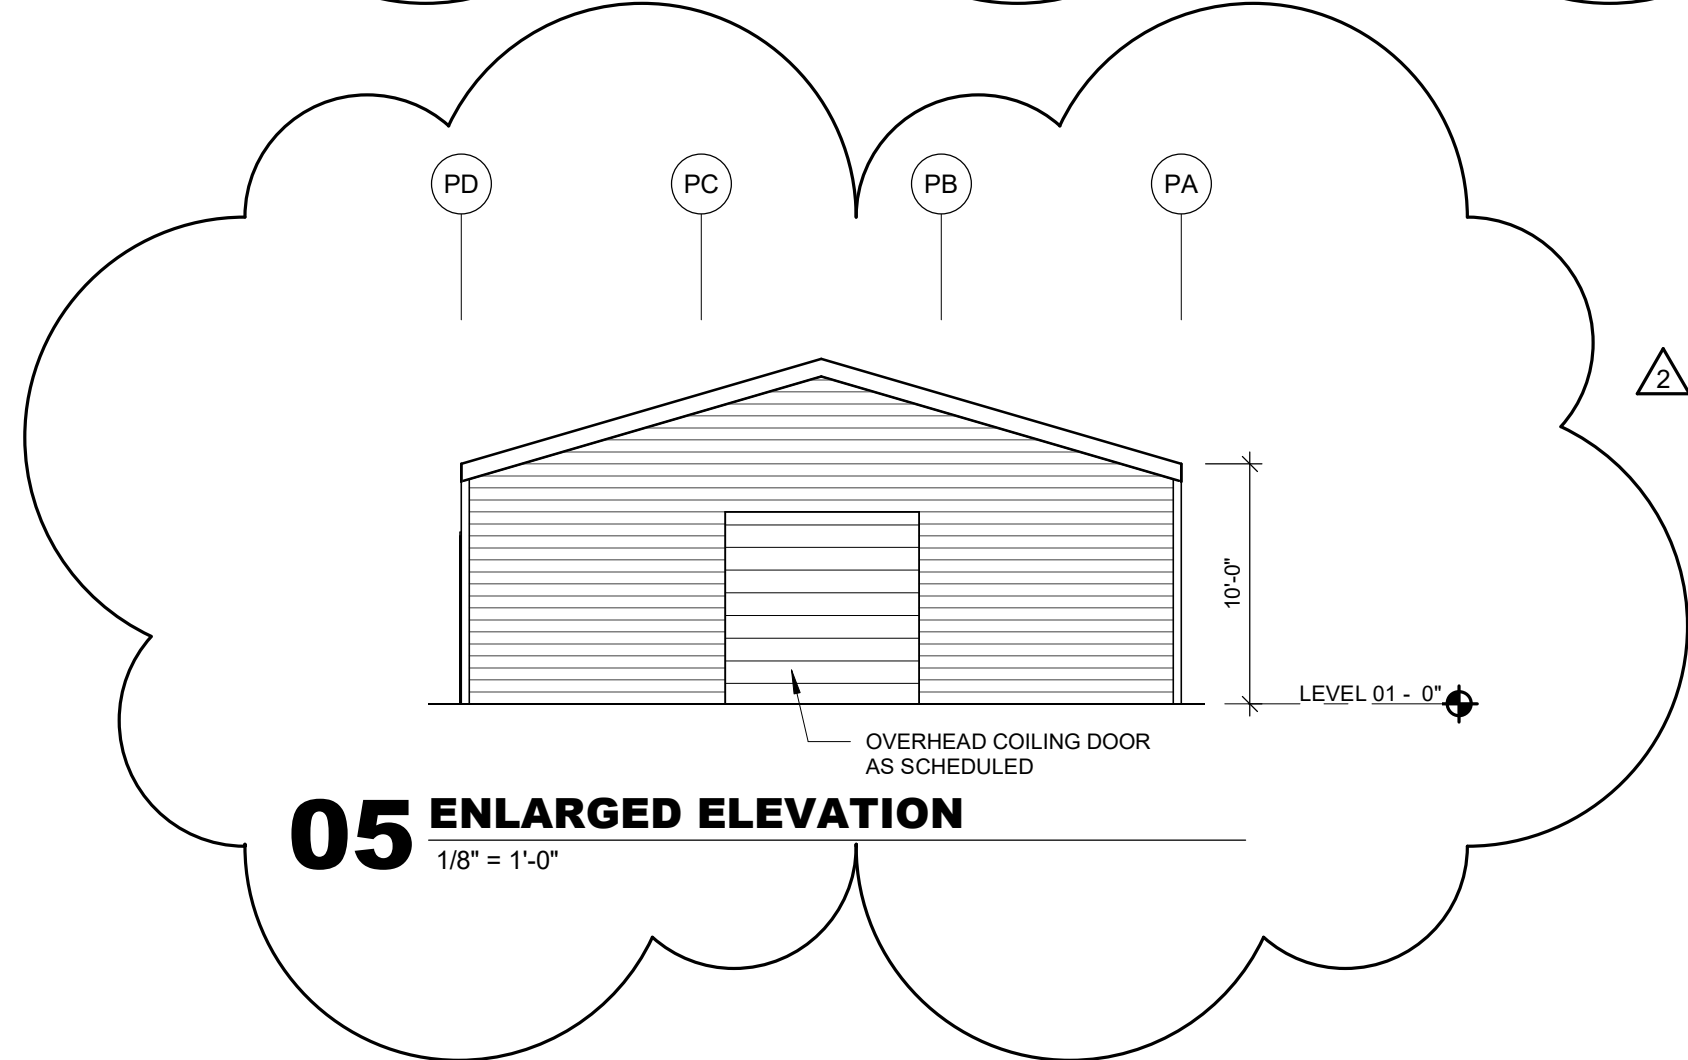 PD PC PB PA
2
10'-0"
LEVEL 01 - 0"
OVERHEAD COILING DOOR
AS SCHEDULED
05 ENLARGED ELEVATION
1/8" = 1'-0"